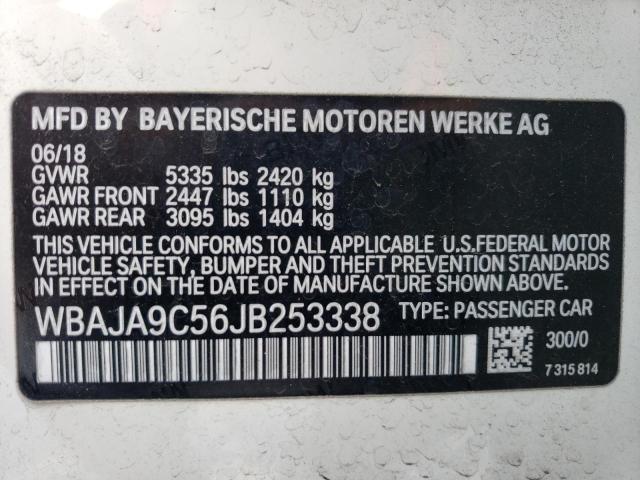 MFD BY BAYERISCHE MOTOREN WERKE AG
06/18
GVWR 5335 lbs 2420 kg
GAWR FRONT 2447 lbs 1110 kg
GAWR REAR 3095 lbs 1404 kg
THIS VEHICLE CONFORMS TO ALL APPLICABLE U.S.FEDERAL MOTOR
VEHICLE SAFETY, BUMPER AND THEFT PREVENTION STANDARDS
IN EFFECT ON THE DATE OF MANUFACTURE SHOWN ABOVE.
WBAJA9C56JB253338 TYPE: PASSENGER CAR
300/0
7 315 814